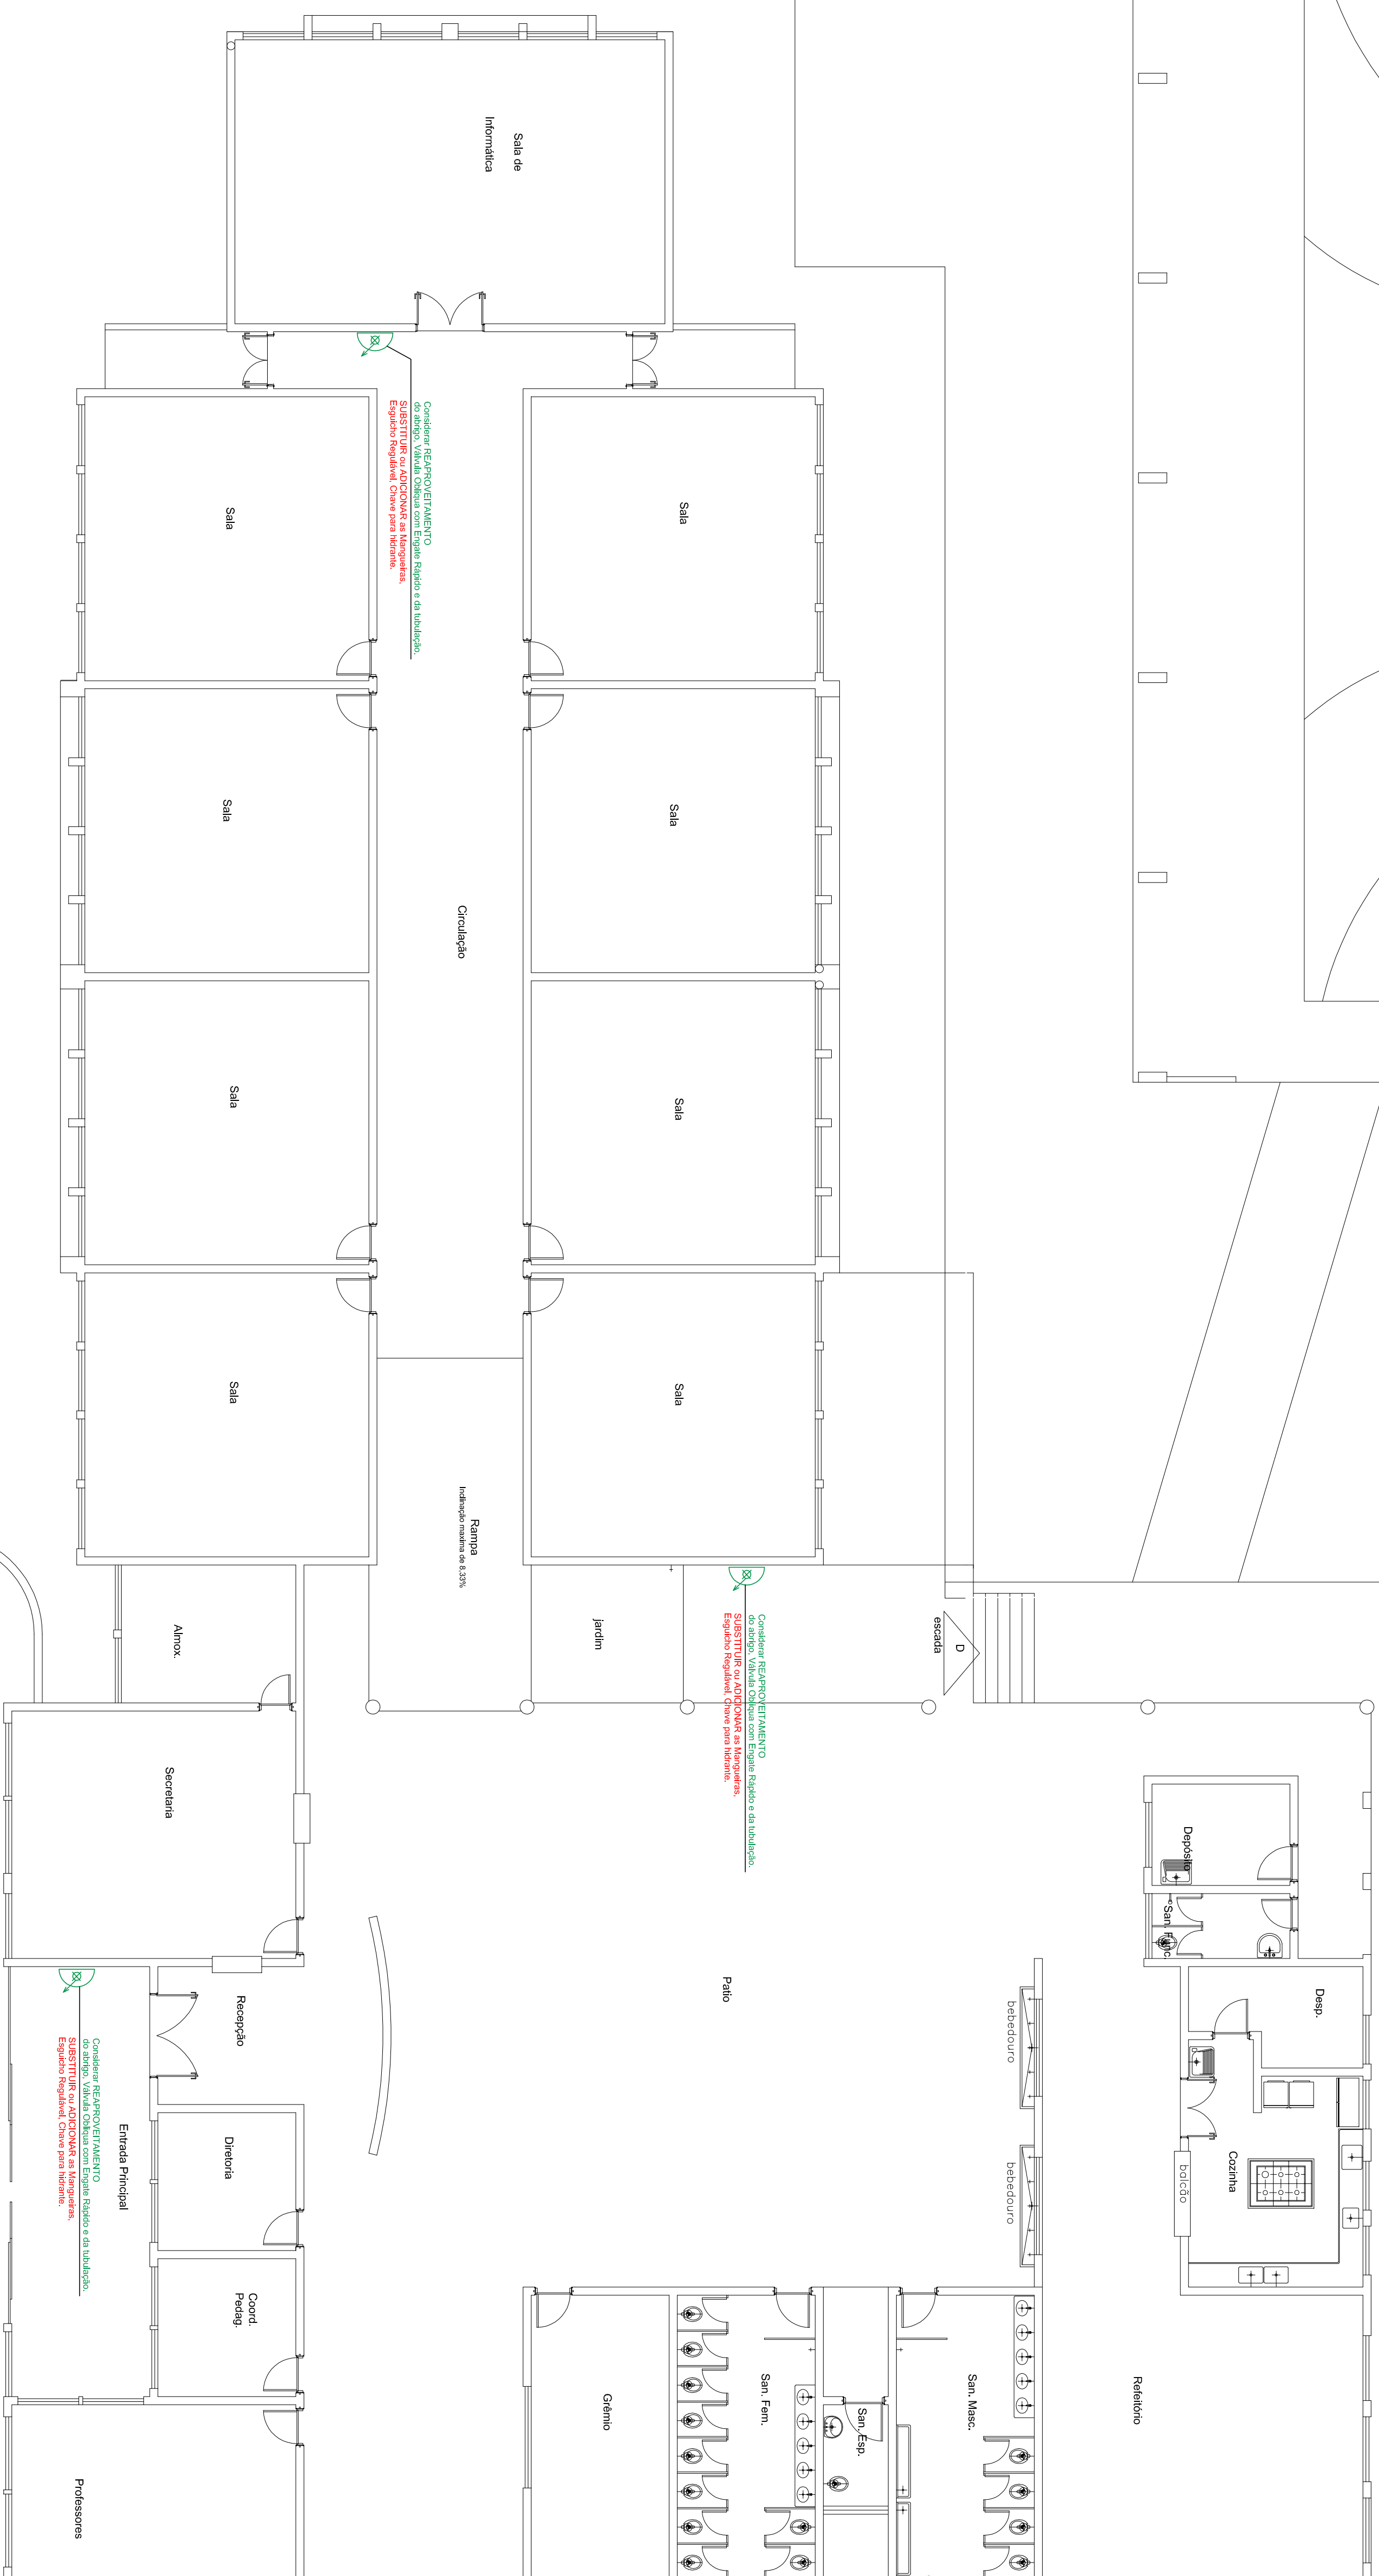 Sala de
Informática
Considerar REAPROVEITAMENTO
do abrigo, Válvula Oblíqua com Engate Rápido e da tubulação.
SUBSTITUIR ou ADICIONAR as Mangueiras,
Esguicho Regulável, Chave para hidrante.
Sala
Sala
Sala
Sala
Circulação
Sala
Sala
Sala
Sala
Rampa
Inclinação maxima de 8,33%
jardim
Considerar REAPROVEITAMENTO
do abrigo, Válvula Oblíqua com Engate Rápido e da tubulação.
SUBSTITUIR ou ADICIONAR as Mangueiras,
Esguicho Regulável, Chave para hidrante.
D
escada
Almox.
Secretaria
Depósito
San. Func.
Patio
Recepção
Desp.
bebedouro
bebedouro
Cozinha
balcão
Considerar REAPROVEITAMENTO
do abrigo, Válvula Oblíqua com Engate Rápido e da tubulação.
SUBSTITUIR ou ADICIONAR as Mangueiras,
Esguicho Regulável, Chave para hidrante.
Entrada Principal
Diretoria
Coord.
Pedag.
Grêmio
San. Fem.
San. Esp.
San. Masc.
Refeitório
Professores